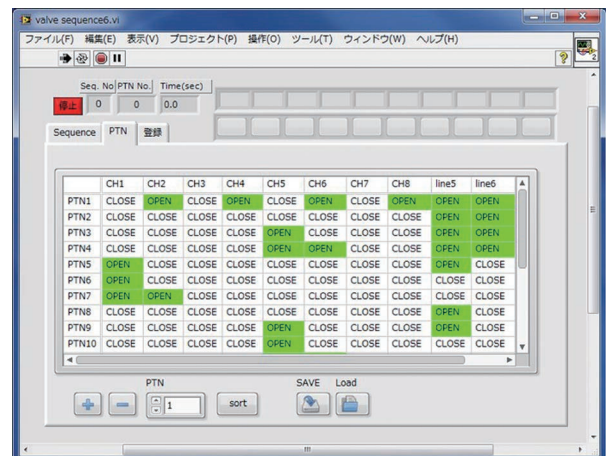 valve sequence6.vi
ファイル(F) 編集(E) 表示(V) プロジェクト(P) 操作(O) ツール(T) ウィンドウ(W) ヘルプ(H)
Seq. No PTN No. Time(sec)
停止 0 0 0.0
Sequence PTN 登録
CH1 CH2 CH3 CH4 CH5 CH6 CH7 CH8 line5 line6
PTN1 CLOSE OPEN CLOSE OPEN CLOSE OPEN CLOSE OPEN OPEN OPEN
PTN2 CLOSE CLOSE CLOSE CLOSE CLOSE CLOSE CLOSE CLOSE OPEN OPEN
PTN3 CLOSE CLOSE CLOSE CLOSE OPEN CLOSE CLOSE CLOSE OPEN OPEN
PTN4 CLOSE CLOSE CLOSE CLOSE OPEN OPEN CLOSE CLOSE OPEN OPEN
PTN5 OPEN CLOSE CLOSE CLOSE CLOSE CLOSE CLOSE CLOSE OPEN CLOSE
PTN6 OPEN CLOSE CLOSE CLOSE CLOSE CLOSE CLOSE CLOSE CLOSE CLOSE
PTN7 OPEN OPEN CLOSE CLOSE CLOSE CLOSE CLOSE CLOSE CLOSE CLOSE
PTN8 CLOSE CLOSE CLOSE CLOSE CLOSE CLOSE CLOSE CLOSE OPEN CLOSE
PTN9 CLOSE CLOSE CLOSE CLOSE OPEN CLOSE CLOSE CLOSE OPEN CLOSE
PTN10 CLOSE CLOSE CLOSE CLOSE OPEN CLOSE CLOSE CLOSE CLOSE CLOSE
PTN SAVE Load
1 sort